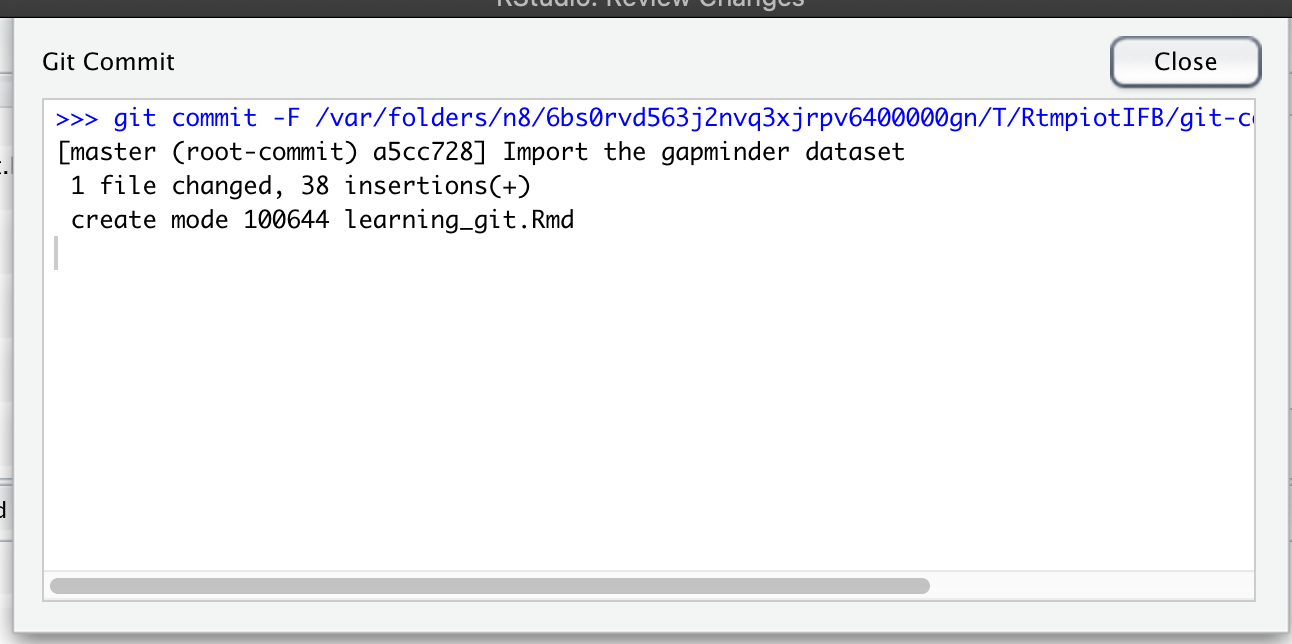 RStudio: Review Changes
Git Commit
Close
>>> git commit -F /var/folders/n8/6bs0rvd563j2nvq3xjrpv6400000gn/T/RtmpiotIFB/git-c
[master (root-commit) a5cc728] Import the gapminder dataset
1 file changed, 38 insertions(+)
create mode 100644 learning_git.Rmd